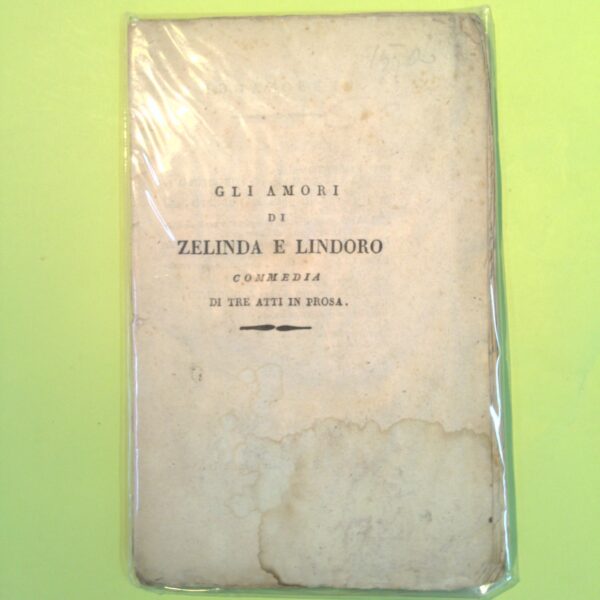 GLI AMORI
DI
ZELINDA E LINDORO
COMMEDIA
DI TRE ATTI IN PROSA.